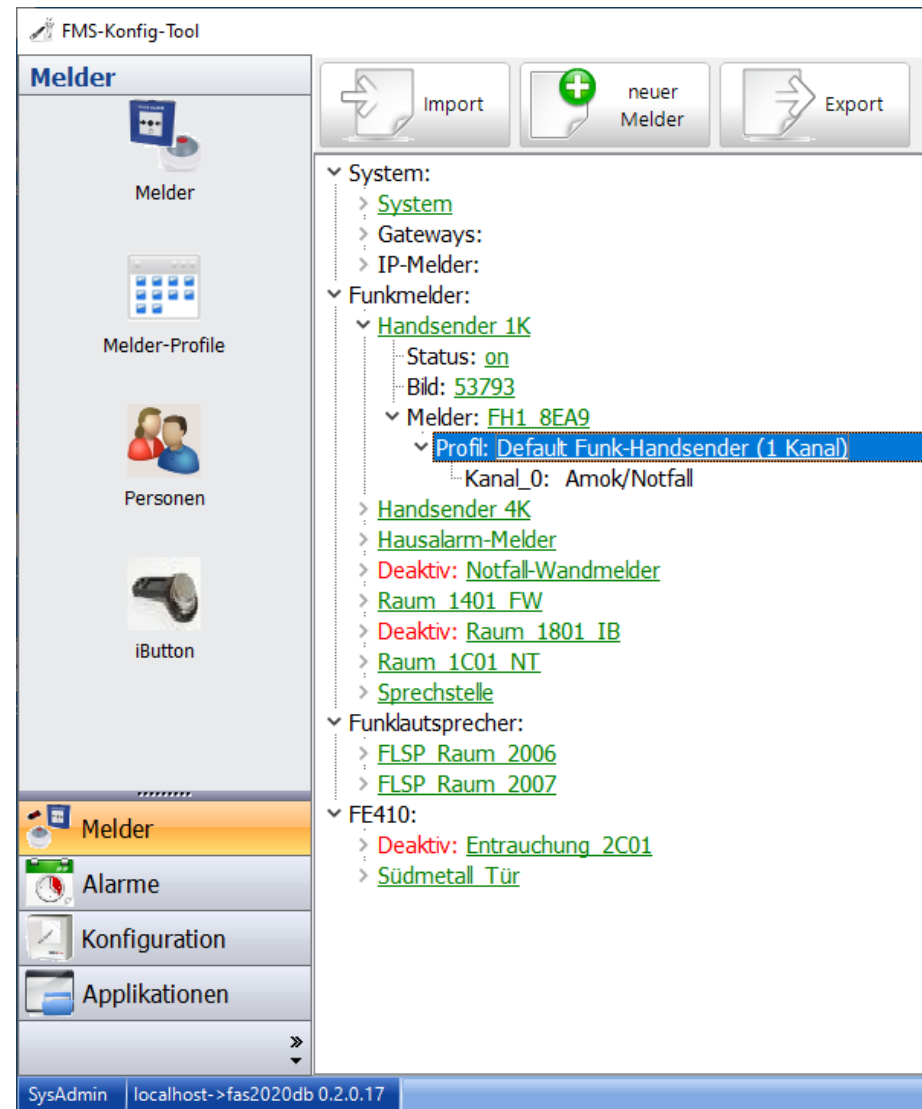 FMS-Konfig-Tool
Melder
Melder
Melder-Profile
Personen
iButton
Melder
Alarme
Konfiguration
Applikationen
Import
neuer
Melder
Export
System:
System
Gateways:
IP-Melder:
Funkmelder:
Handsender 1K
Status: on
Bild: 53793
Melder: FH1_8EA9
Profil: Default Funk-Handsender (1 Kanal)
Kanal_0: Amok/Notfall
Handsender 4K
Hausalarm-Melder
Deaktiv: Notfall-Wandmelder
Raum_1401_FW
Deaktiv: Raum_1801_IB
Raum_1C01_NT
Sprechstelle
Funklautsprecher:
FLSP_Raum_2006
FLSP_Raum_2007
FE410:
Deaktiv: Entrauchung_2C01
Südmetall_Tür
SysAdmin localhost->fas2020db 0.2.0.17